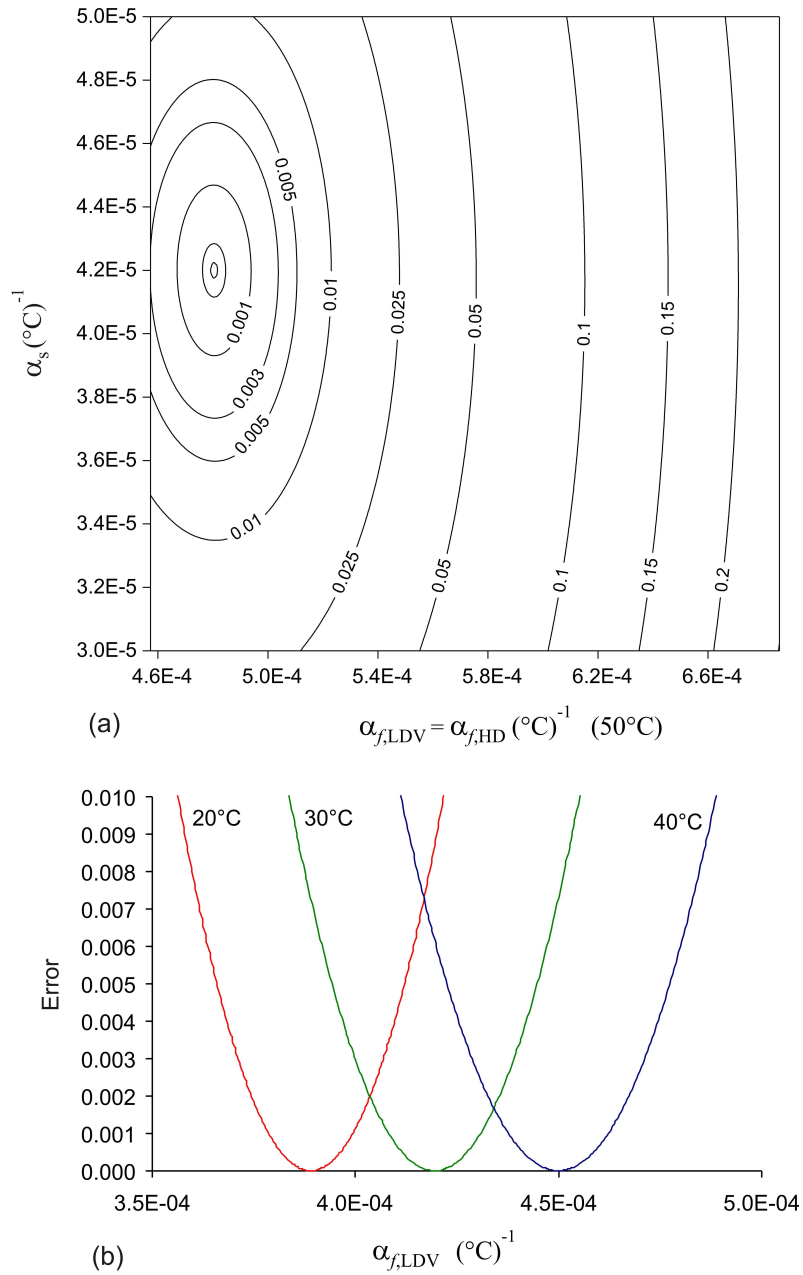 5.0E-5
4.8E-5
4.6E-5
4.4E-5
4.2E-5
4.0E-5
3.8E-5
3.6E-5
3.4E-5
3.2E-5
3.0E-5
αs (°C)-1
0.005
0.001
0.003
0.005
0.01
0.01
0.025
0.025
0.05
0.05
0.1
0.1
0.15
0.15
0.2
4.6E-4 5.0E-4 5.4E-4 5.8E-4 6.2E-4 6.6E-4
(a) αf,LDV = αf,HD (°C)-1 (50°C)
0.010
0.009
0.008
0.007
0.006
0.005
0.004
0.003
0.002
0.001
0.000
Error
20°C 30°C 40°C
3.5E-04 4.0E-04 4.5E-04 5.0E-04
(b) αf,LDV (°C)-1